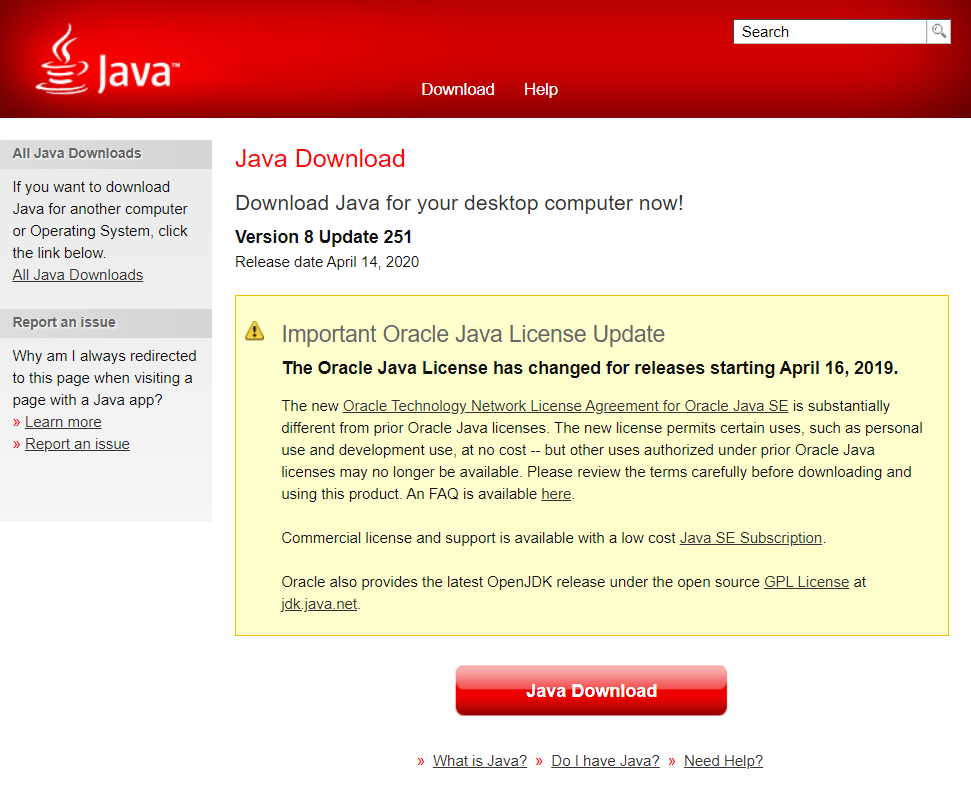 Java™
Search
Download Help
All Java Downloads
If you want to download
Java for another computer
or Operating System, click
the link below.
All Java Downloads
Report an issue
Why am I always redirected
to this page when visiting a
page with a Java app?
» Learn more
» Report an issue
Java Download
Download Java for your desktop computer now!
Version 8 Update 251
Release date April 14, 2020
Important Oracle Java License Update
The Oracle Java License has changed for releases starting April 16, 2019.
The new Oracle Technology Network License Agreement for Oracle Java SE is substantially
different from prior Oracle Java licenses. The new license permits certain uses, such as personal
use and development use, at no cost -- but other uses authorized under prior Oracle Java
licenses may no longer be available. Please review the terms carefully before downloading and
using this product. An FAQ is available here.
Commercial license and support is available with a low cost Java SE Subscription.
Oracle also provides the latest OpenJDK release under the open source GPL License at
jdk.java.net.
Java Download
» What is Java? » Do I have Java? » Need Help?